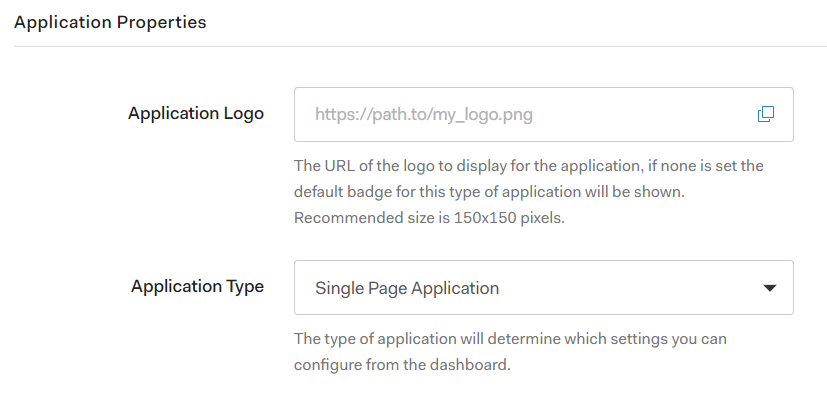 Application Properties
Application Logo
https://path.to/my_logo.png
The URL of the logo to display for the application, if none is set the
default badge for this type of application will be shown.
Recommended size is 150x150 pixels.
Application Type
Single Page Application
The type of application will determine which settings you can
configure from the dashboard.